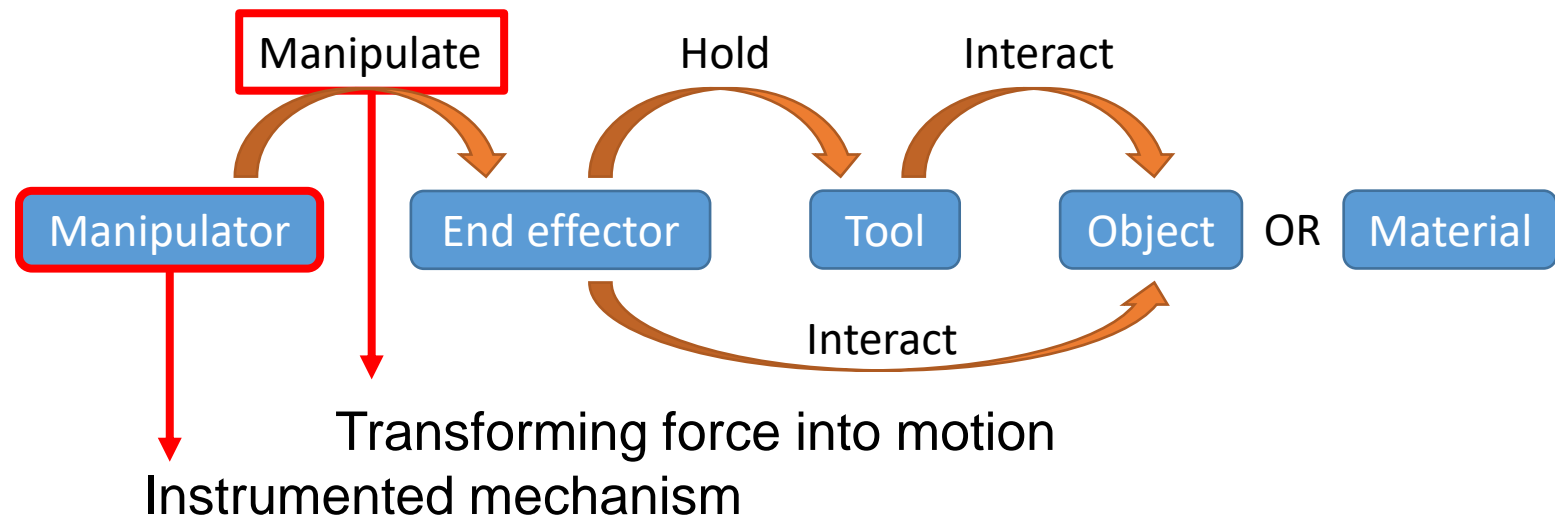 Manipulate Hold Interact
Manipulator End effector Tool Object OR Material
Interact
Transforming force into motion
Instrumented mechanism